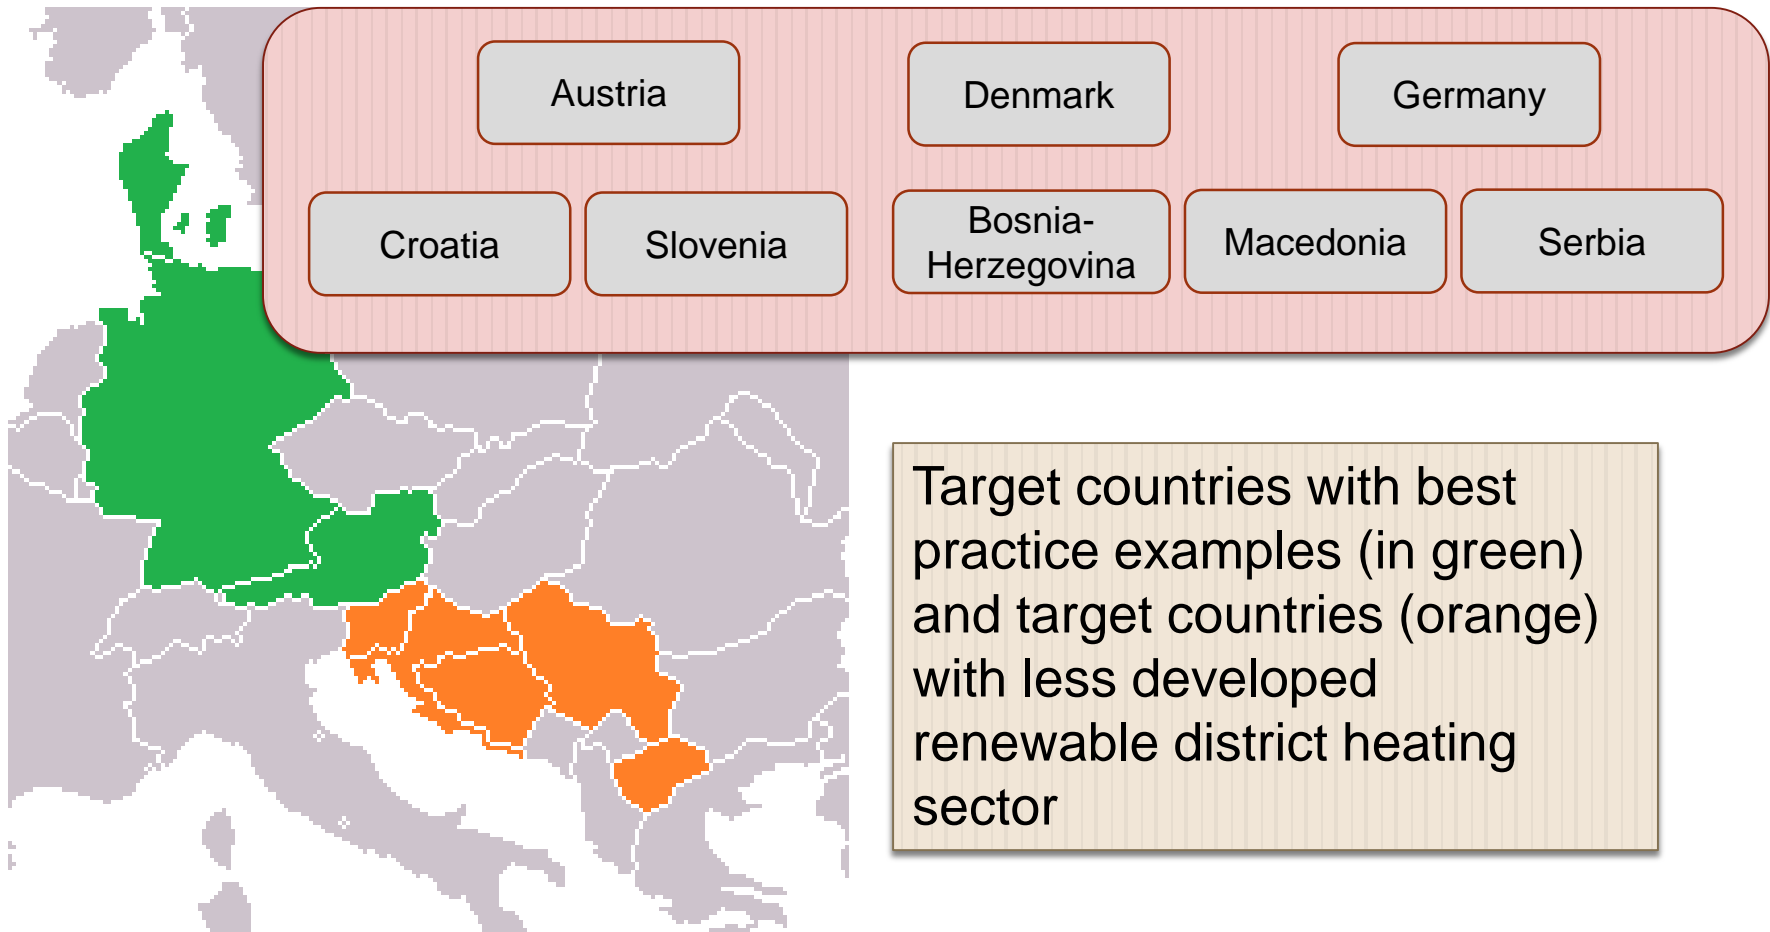 Austria
Denmark
Germany
Croatia
Slovenia
Bosnia-
Herzegovina
Macedonia
Serbia
Target countries with best
practice examples (in green)
and target countries (orange)
with less developed
renewable district heating
sector